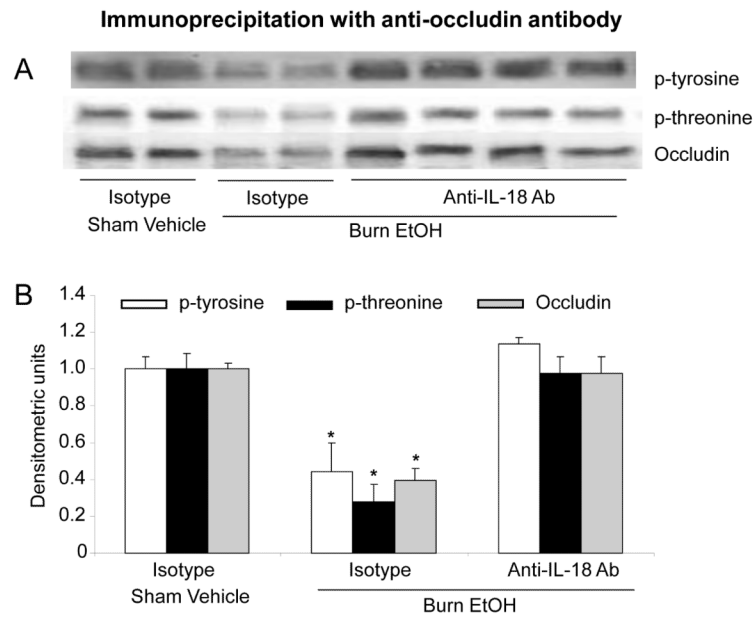 Immunoprecipitation with anti-occludin antibody
A
p-tyrosine
p-threonine
Occludin
Isotype Isotype Anti-IL-18 Ab
Sham Vehicle Burn EtOH
B
p-tyrosine p-threonine Occludin
Densitometric units
1.4
1.2
1.0
0.8
0.6
0.4
0.2
0
* * *
Isotype Isotype Anti-IL-18 Ab
Sham Vehicle Burn EtOH